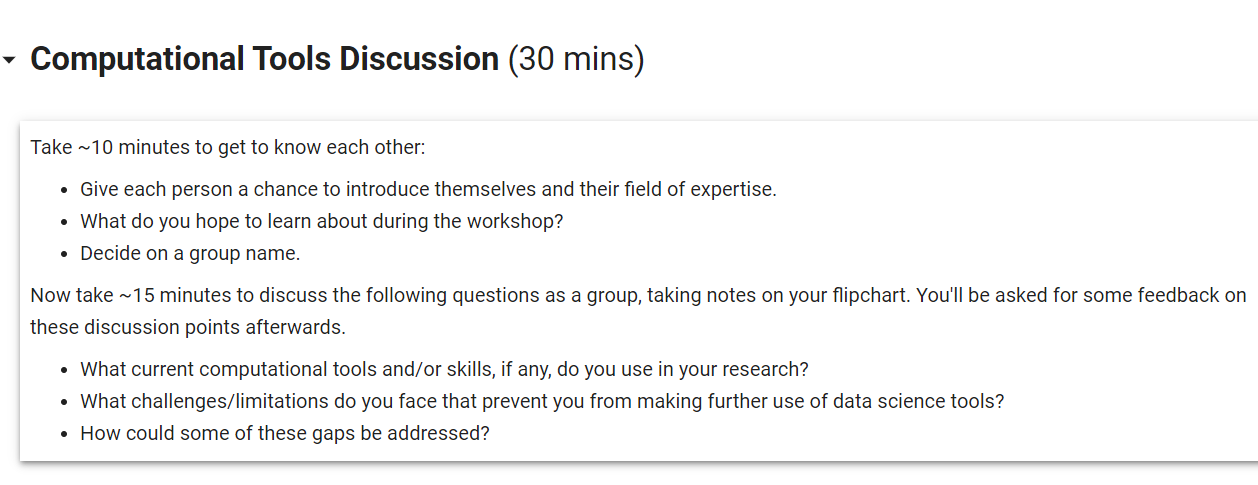 Computational Tools Discussion (30 mins)
Take ~10 minutes to get to know each other:
• Give each person a chance to introduce themselves and their field of expertise.
• What do you hope to learn about during the workshop?
• Decide on a group name.
Now take ~15 minutes to discuss the following questions as a group, taking notes on your flipchart. You'll be asked for some feedback on
these discussion points afterwards.
• What current computational tools and/or skills, if any, do you use in your research?
• What challenges/limitations do you face that prevent you from making further use of data science tools?
• How could some of these gaps be addressed?